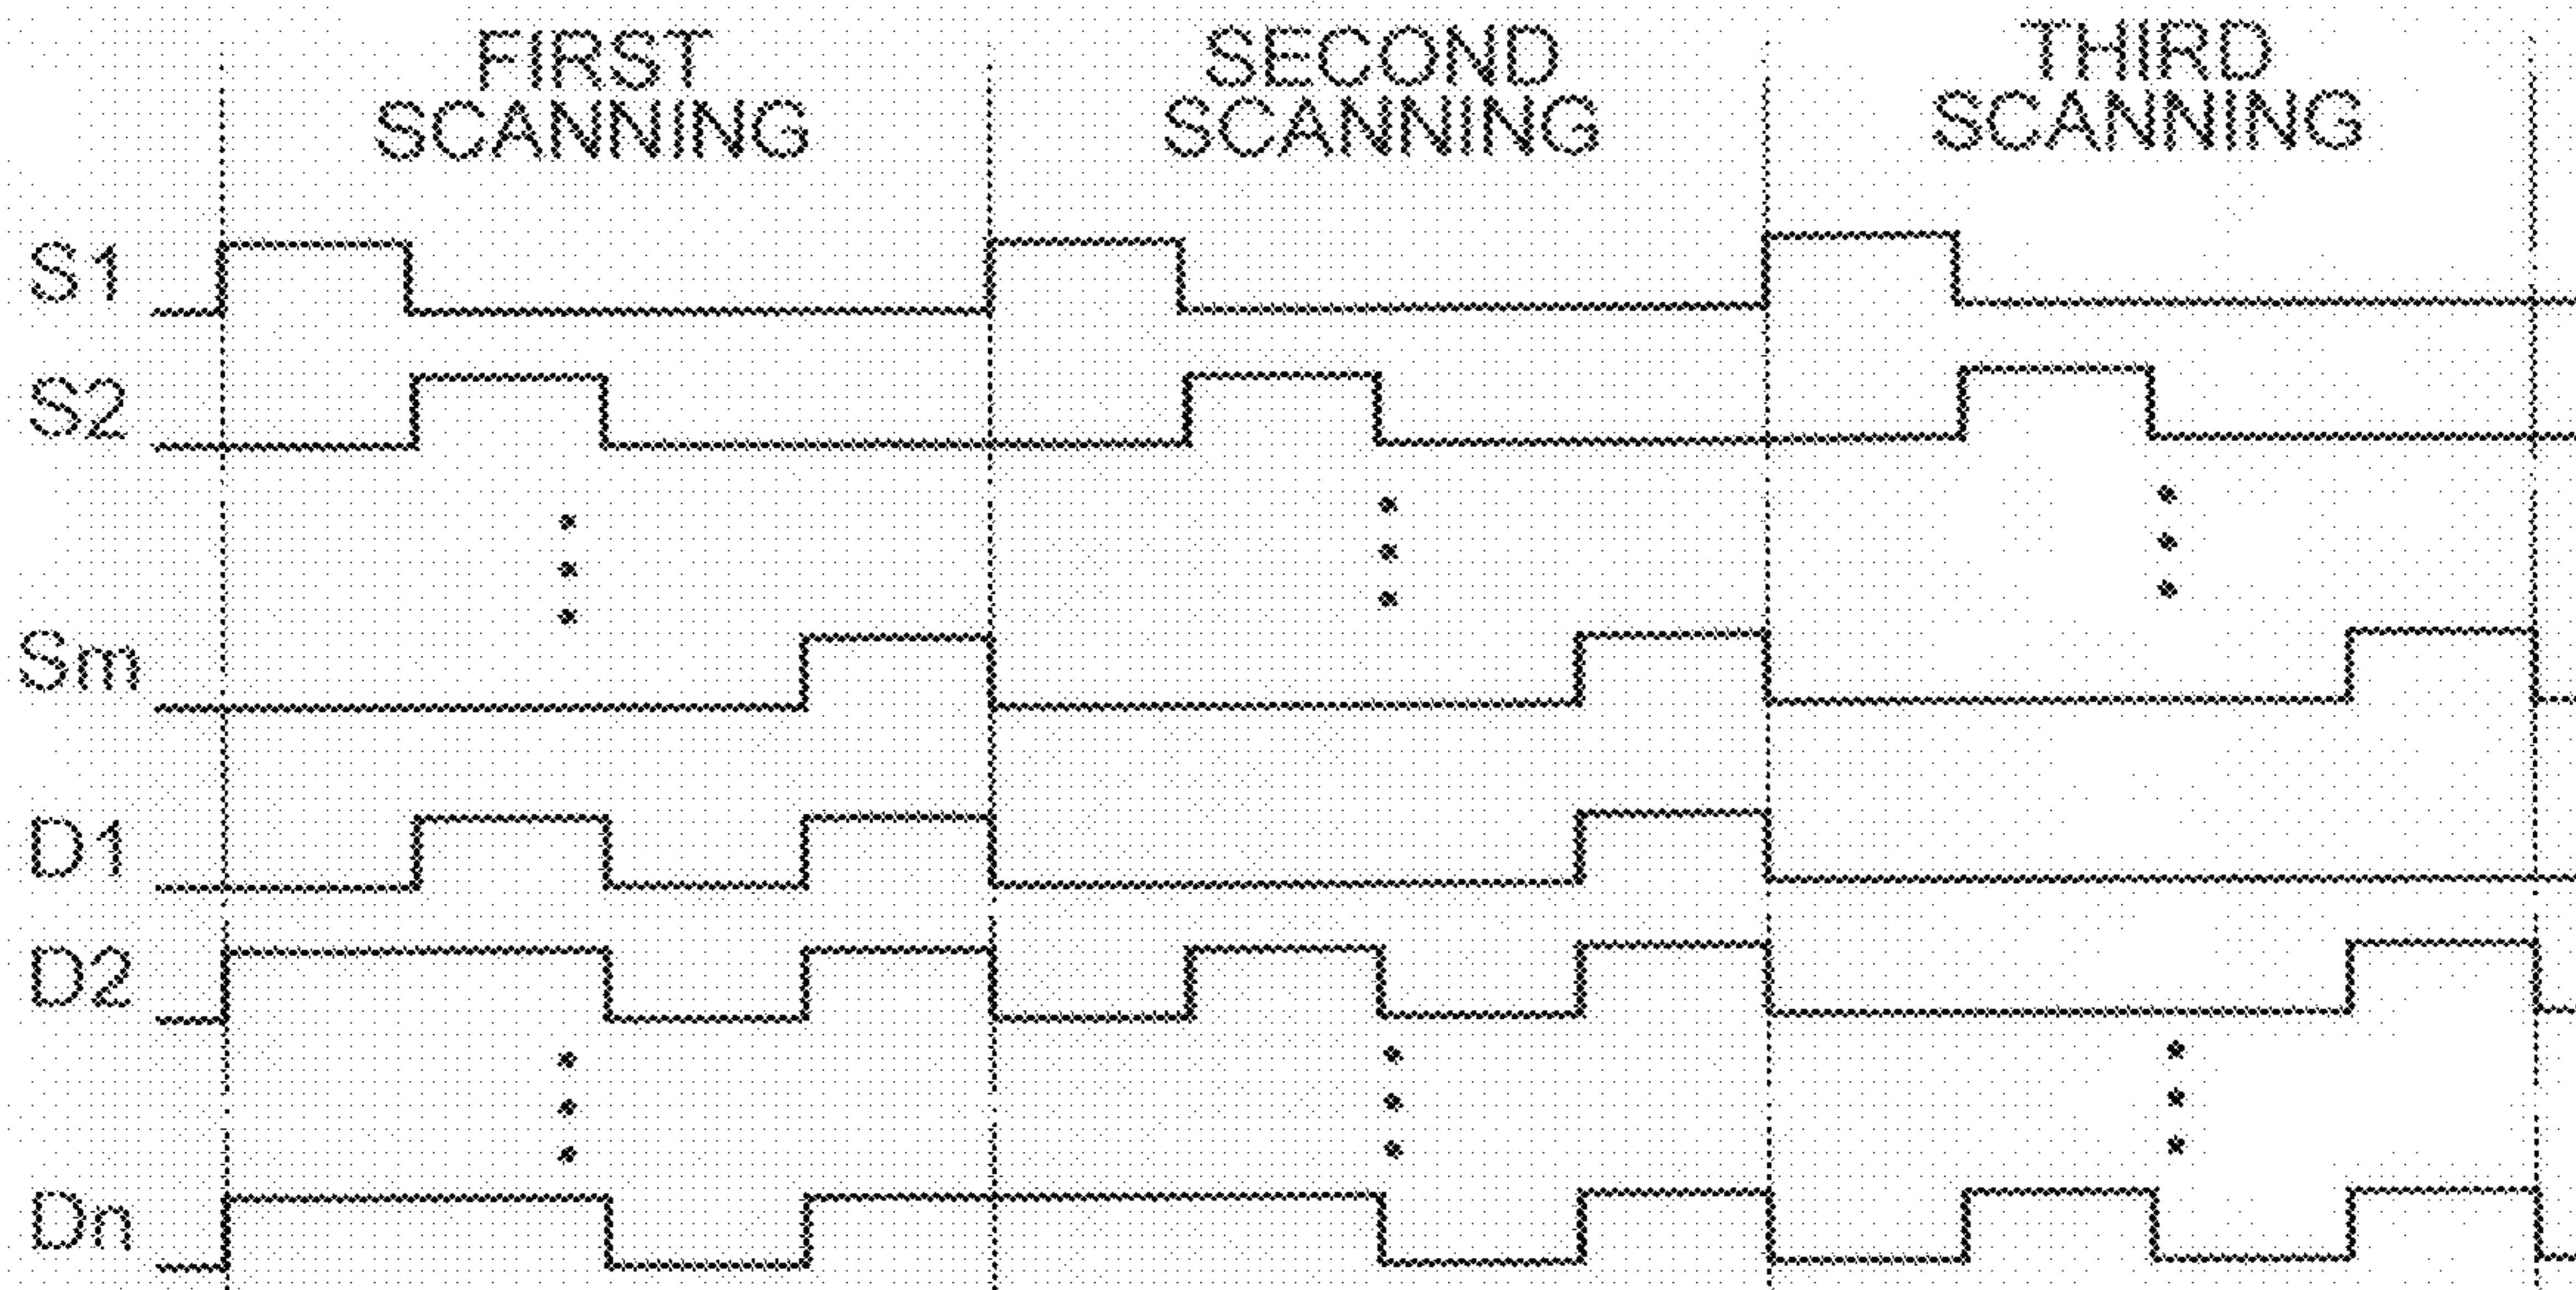 FIRST
SCANNING
SECOND
SCANNING
THIRD
SCANNING
S1
S2
Sm
D1
D2
Dn